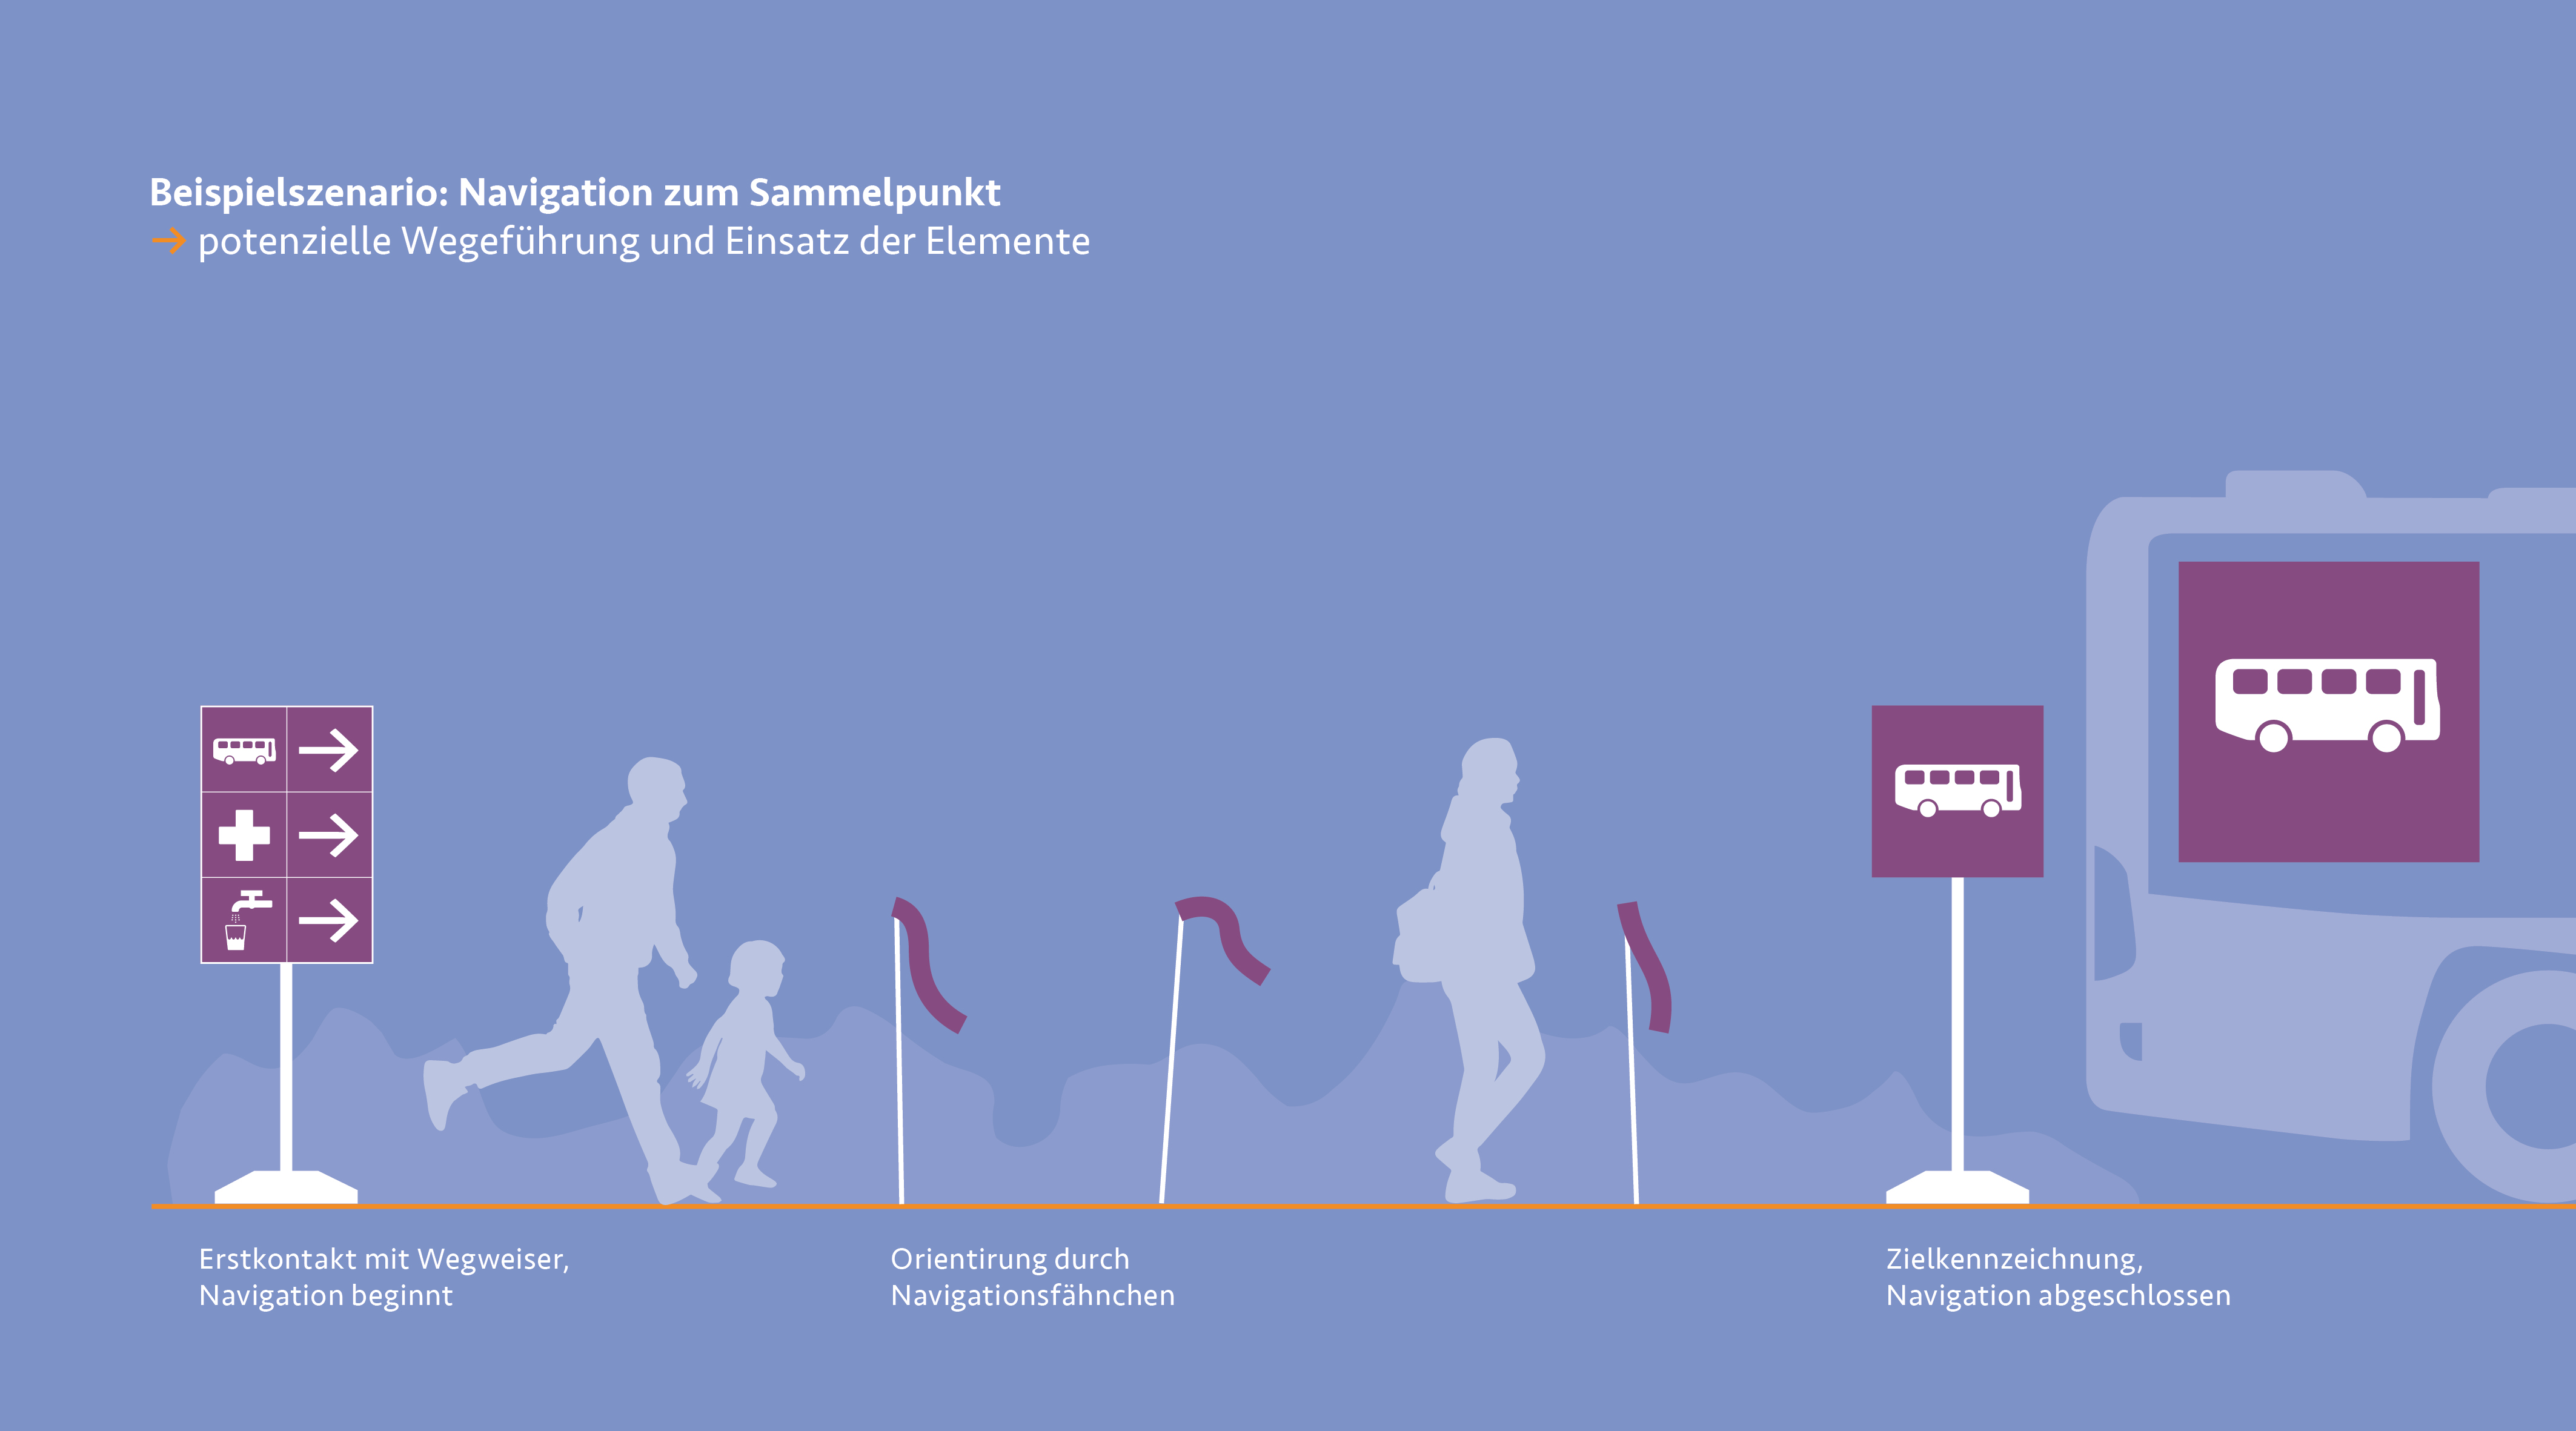 Beispielszenario: Navigation zum Sammelpunkt
→ potenzielle Wegeführung und Einsatz der Elemente
Erstkontakt mit Wegweiser,
Navigation beginnt
Orientirung durch
Navigationsfähnchen
Zielkennzeichnung,
Navigation abgeschlossen